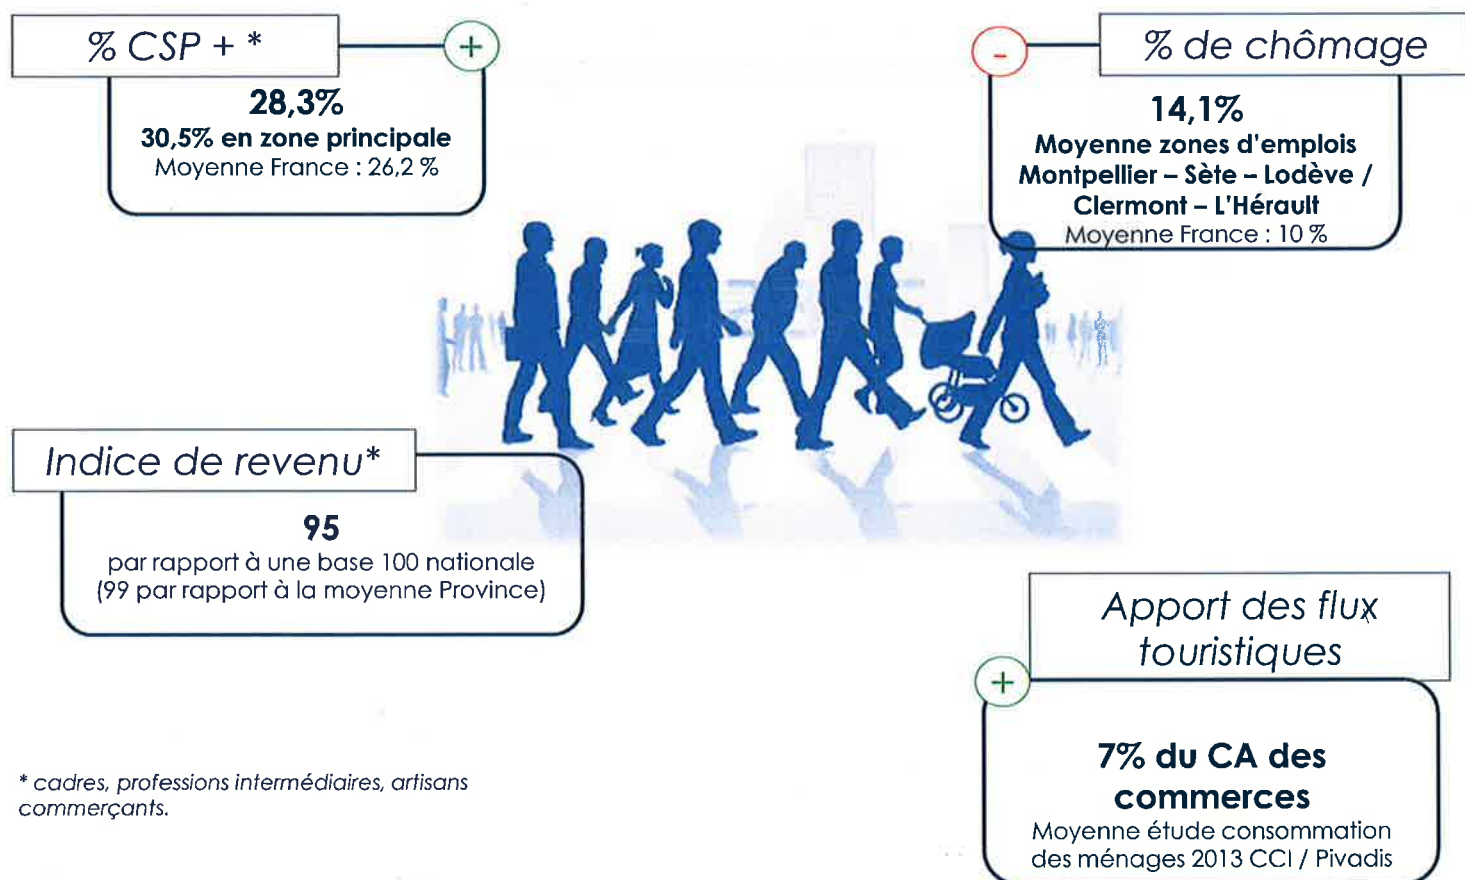 % CSP + *
+
28,3%
30,5% en zone principale
Moyenne France : 26,2 %
-
% de chômage
14,1%
Moyenne zones d'emplois
Montpellier – Sète – Lodève /
Clermont – L'Hérault
Moyenne France : 10 %
Indice de revenu*
95
par rapport à une base 100 nationale
(99 par rapport à la moyenne Province)
Apport des flux
touristiques
+
7% du CA des
commerces
Moyenne étude consommation
des ménages 2013 CCI / Pivadis
* cadres, professions intermédiaires, artisans
commerçants.